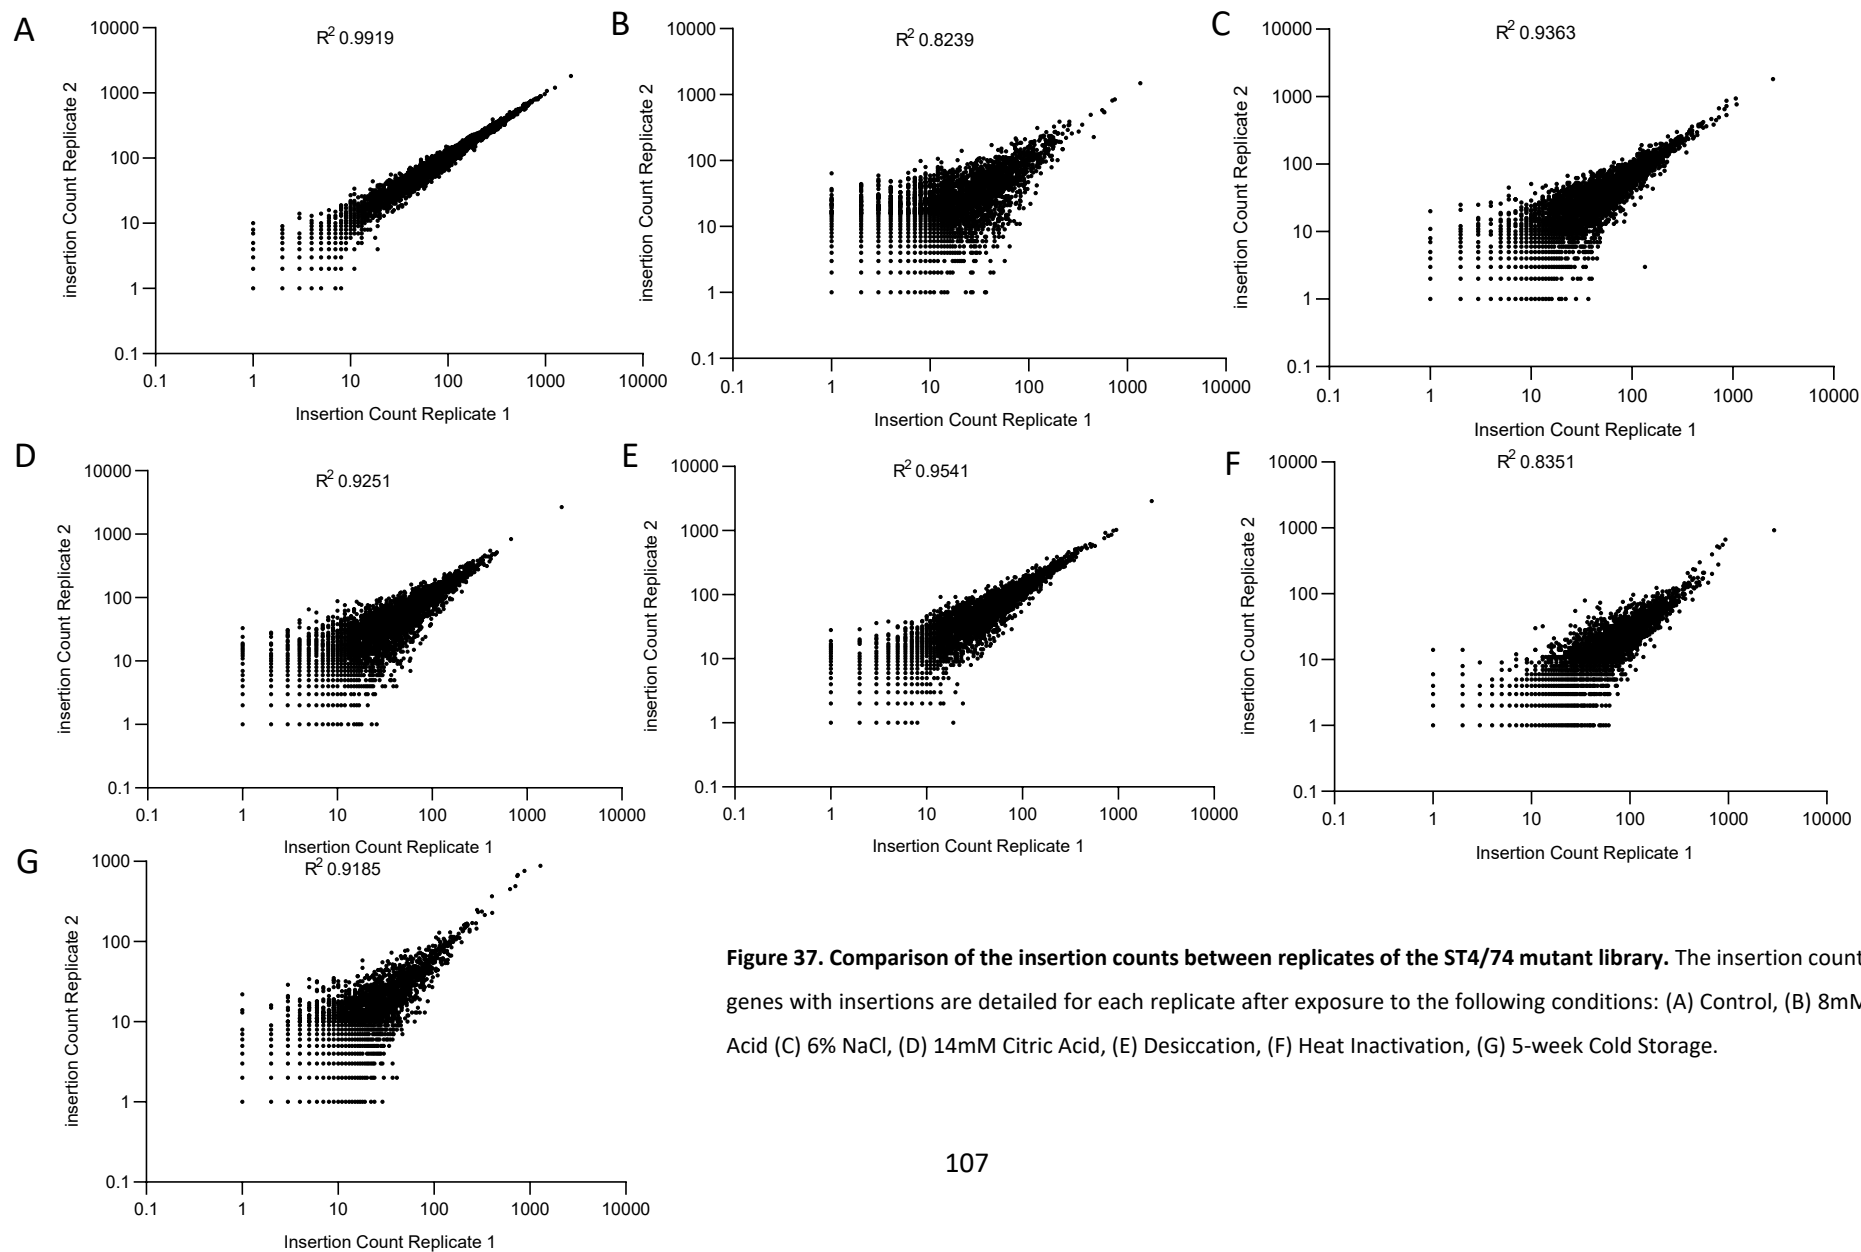 A
R2 0.9919
insertion Count Replicate 2
10000
1000
100
10
1
0.1
0.1 1 10 100 1000 10000
Insertion Count Replicate 1
B
R2 0.8239
insertion Count Replicate 2
10000
1000
100
10
1
0.1
0.1 1 10 100 1000 10000
Insertion Count Replicate 1
C
R2 0.9363
insertion Count Replicate 2
10000
1000
100
10
1
0.1
0.1 1 10 100 1000 10000
Insertion Count Replicate 1
D
R2 0.9251
insertion Count Replicate 2
10000
1000
100
10
1
0.1
0.1 1 10 100 1000 10000
Insertion Count Replicate 1
E
R2 0.9541
insertion Count Replicate 2
10000
1000
100
10
1
0.1
0.1 1 10 100 1000 10000
Insertion Count Replicate 1
F
R2 0.8351
insertion Count Replicate 2
10000
1000
100
10
1
0.1
0.1 1 10 100 1000 10000
Insertion Count Replicate 1
G
R2 0.9185
insertion Count Replicate 2
1000
100
10
1
0.1
0.1 1 10 100 1000 10000
Insertion Count Replicate 1
Figure 37. Comparison of the insertion counts between replicates of the ST4/74 mutant library. The insertion count
genes with insertions are detailed for each replicate after exposure to the following conditions: (A) Control, (B) 8mM
Acid (C) 6% NaCl, (D) 14mM Citric Acid, (E) Desiccation, (F) Heat Inactivation, (G) 5-week Cold Storage.
107